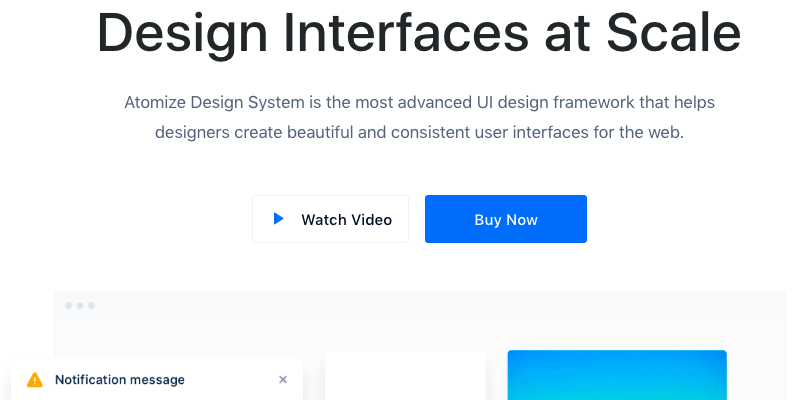 Design Interfaces at Scale
Atomize Design System is the most advanced UI design framework that helps
designers create beautiful and consistent user interfaces for the web.
Watch Video
Buy Now
Notification message